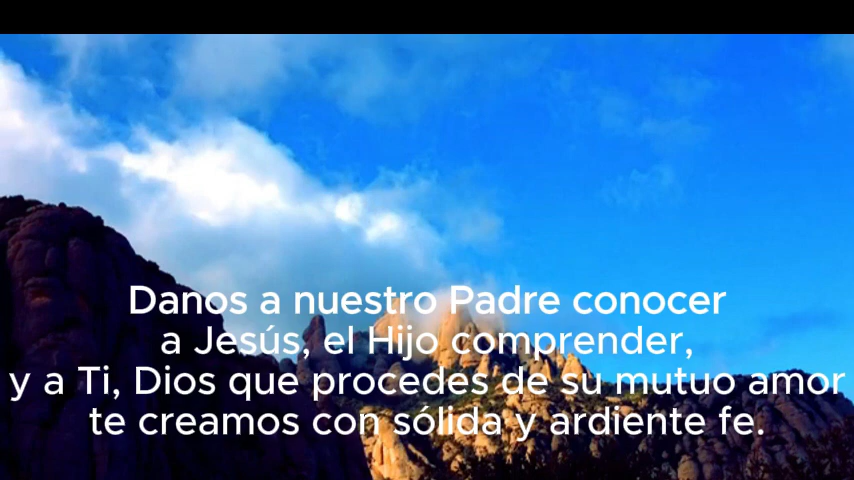 Danos a nuestro Padre conocer
a Jesús, el Hijo comprender,
y a Ti, Dios que procedes de su mutuo amor
te creamos con sólida y ardiente fe.